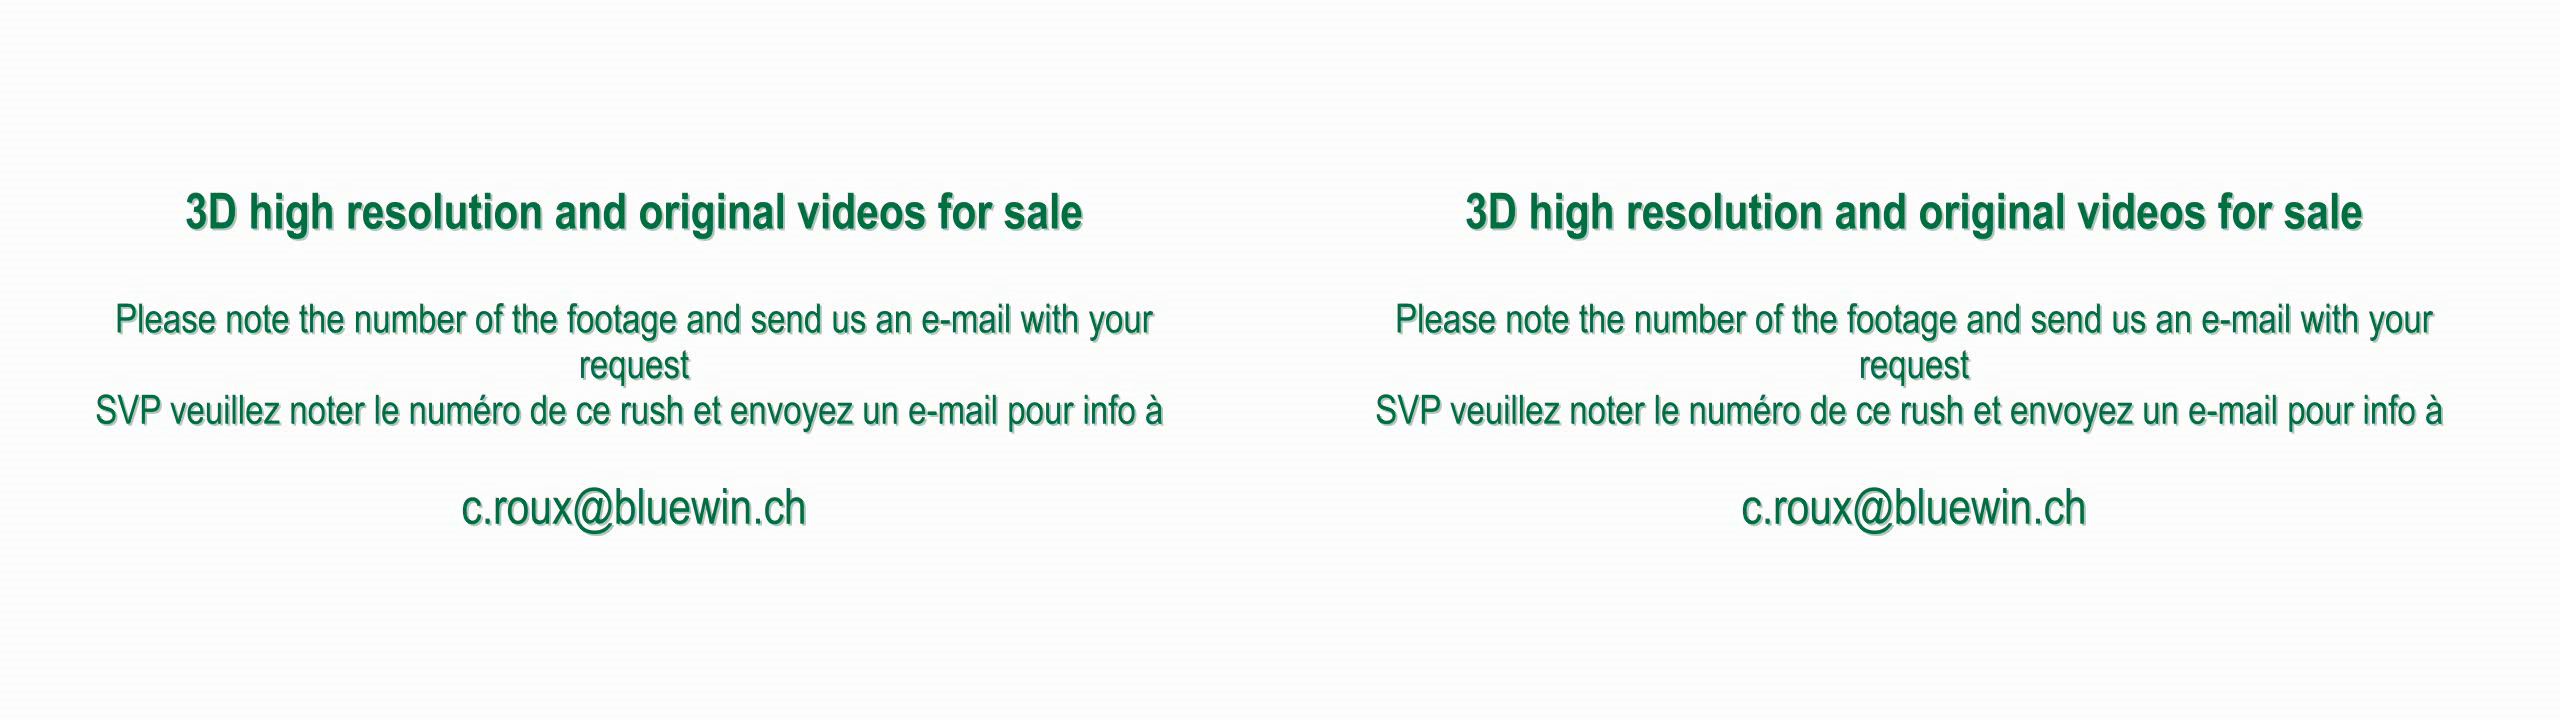 3D high resolution and original videos for sale
Please note the number of the footage and send us an e-mail with your
request
SVP veuillez noter le numéro de ce rush et envoyez un e-mail pour info à
c.roux@bluewin.ch
3D high resolution and original videos for sale
Please note the number of the footage and send us an e-mail with your
request
SVP veuillez noter le numéro de ce rush et envoyez un e-mail pour info à
c.roux@bluewin.ch